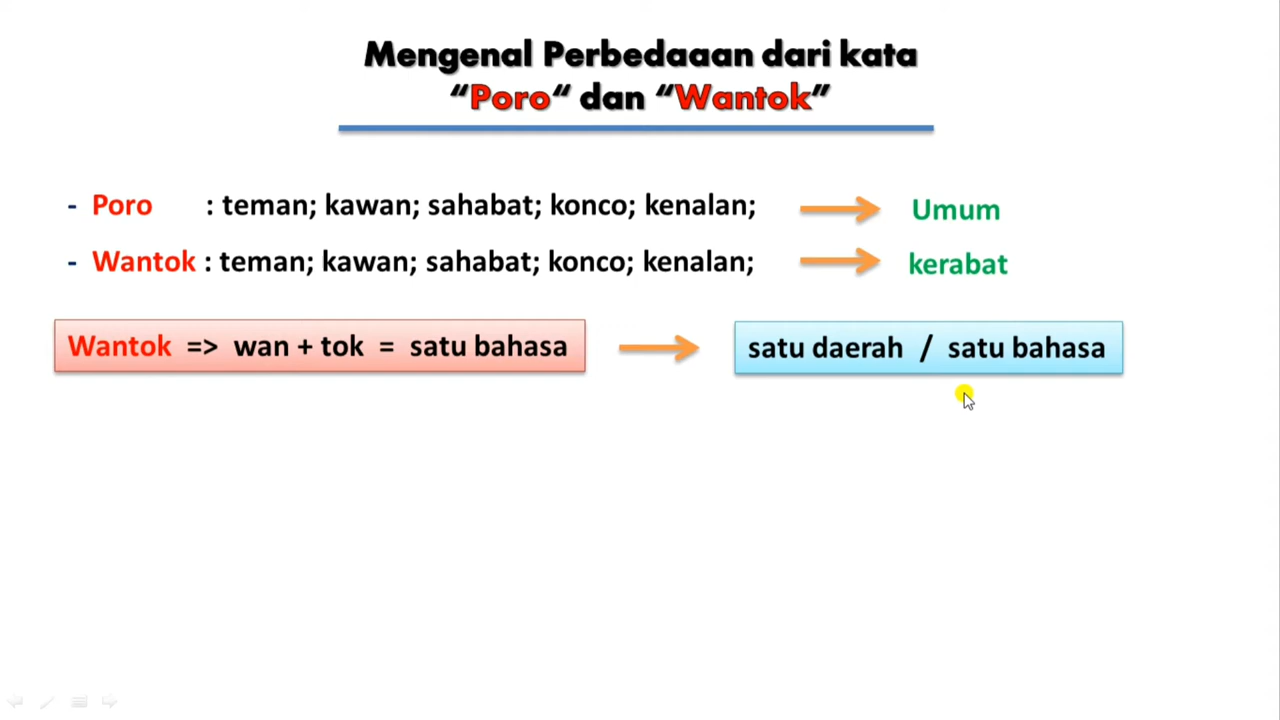 Mengenal Perbedaaan dari kata
“Poro“ dan “Wantok”
- Poro : teman; kawan; sahabat; konco; kenalan; Umum
- Wantok : teman; kawan; sahabat; konco; kenalan; kerabat
Wantok => wan + tok = satu bahasa satu daerah / satu bahasa